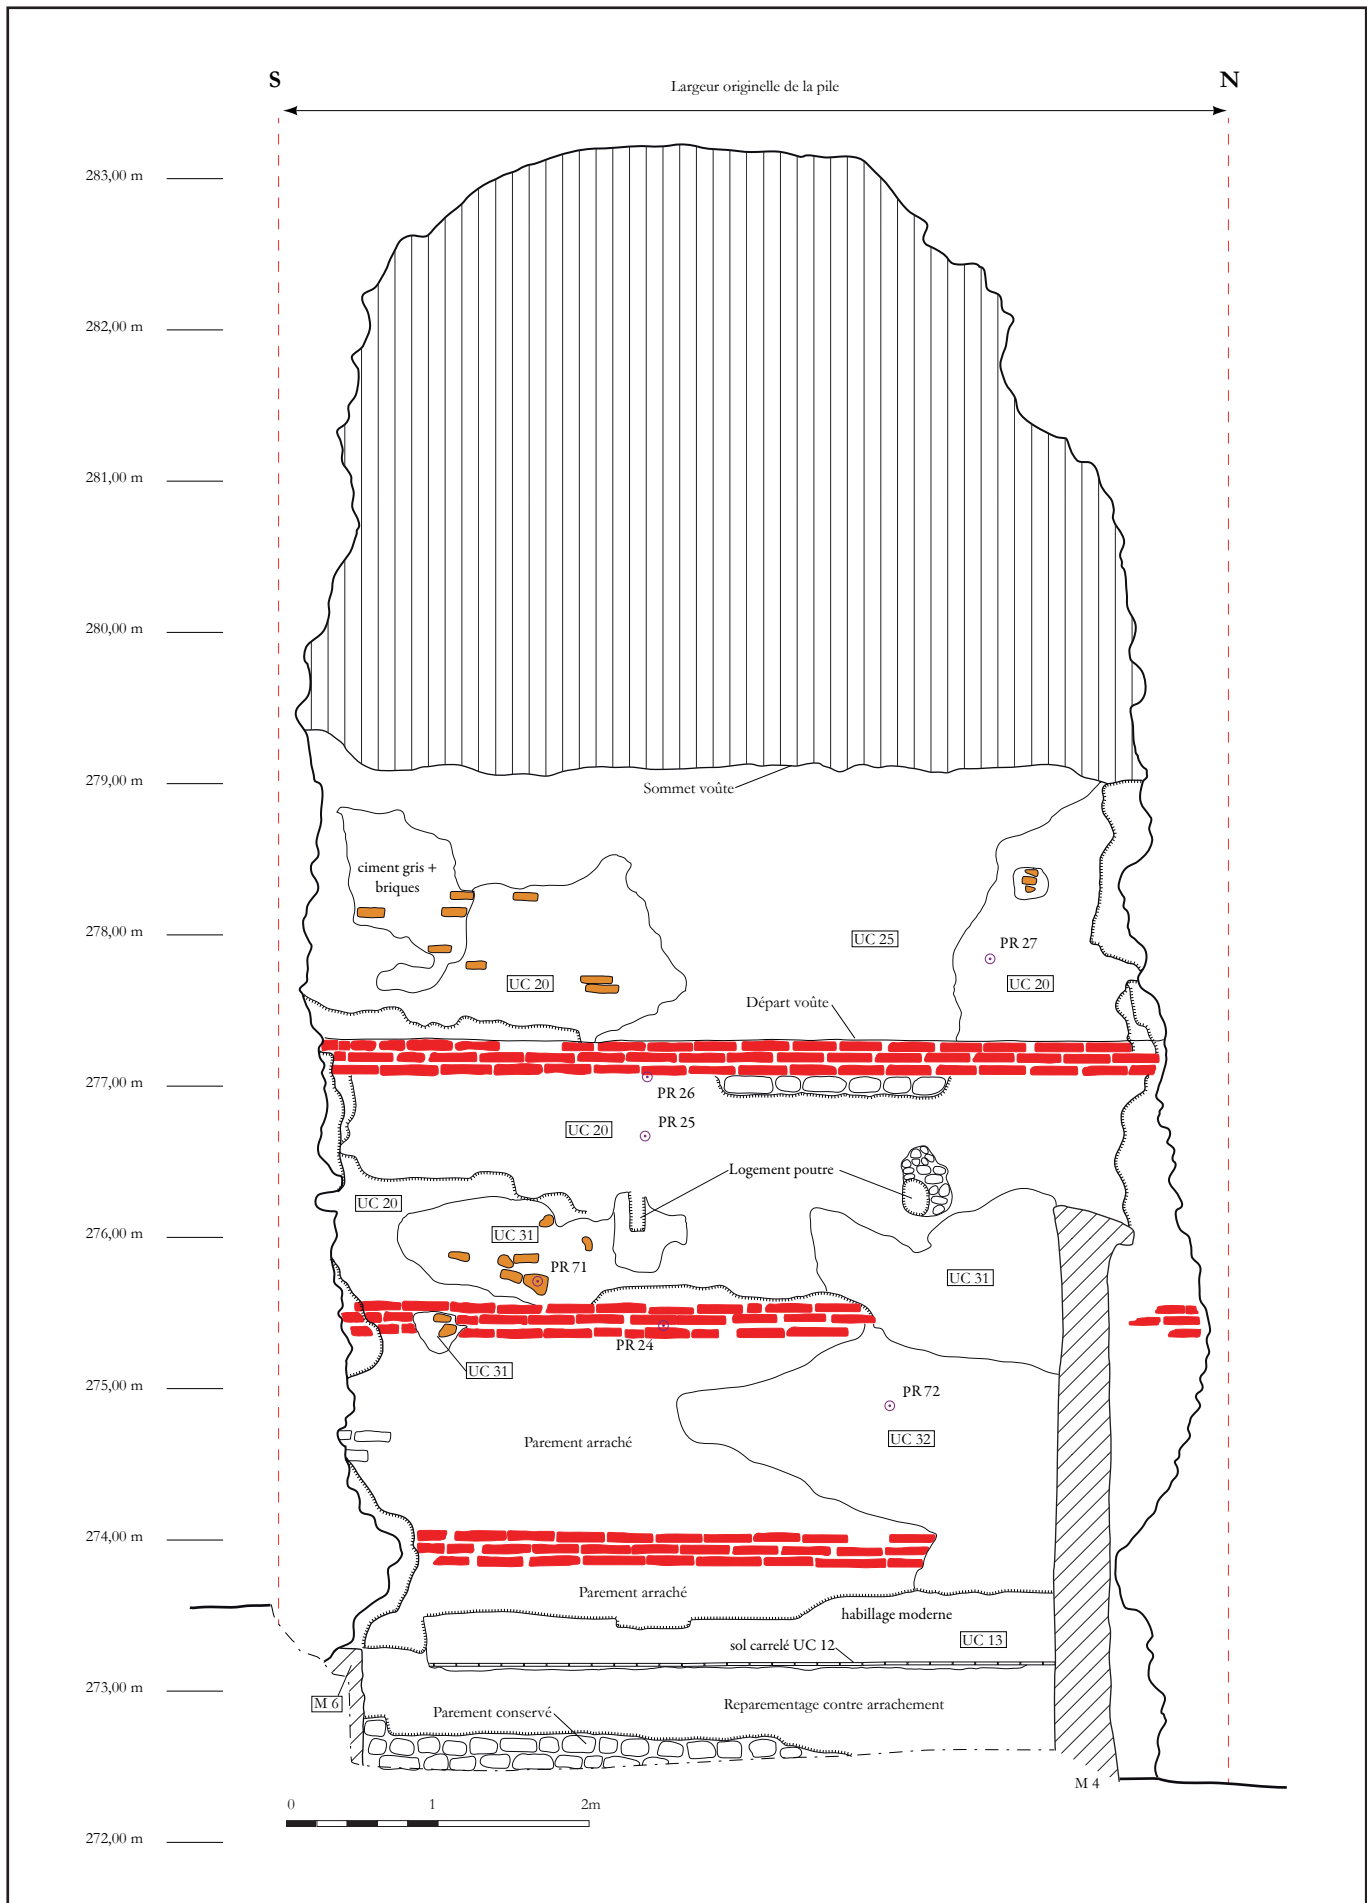 S
N
Largeur originelle de la pile
283,00 m
282,00 m
281,00 m
280,00 m
279,00 m
Sommet voûte
ciment gris +
briques
278,00 m
UC 25
PR 27
UC 20
UC 20
Départ voûte
277,00 m
PR 26
PR 25
UC 20
Logement poutre
UC 20
276,00 m
UC 31
PR 71
UC 31
PR 24
UC 31
275,00 m
PR 72
UC 32
Parement arraché
274,00 m
Parement arraché
habillage moderne
UC 13
sol carrelé UC 12
273,00 m
M 6
Reparementage contre arrachement
Parement conservé
M 4
0 1 2m
272,00 m